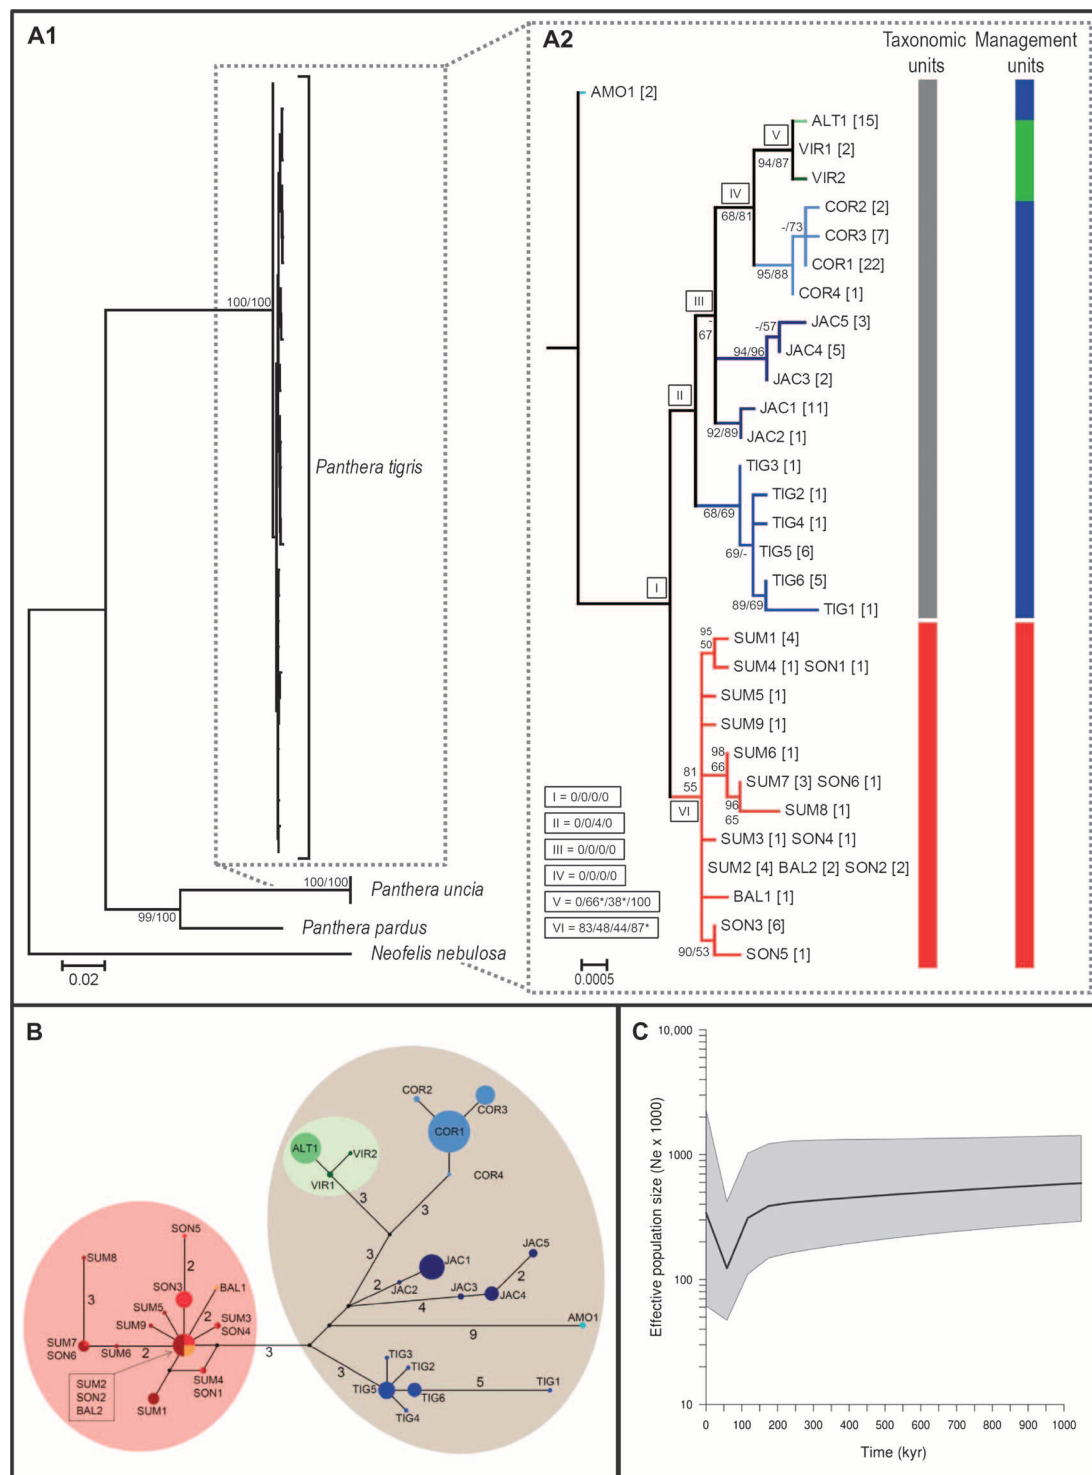 A1
100/100
Panthera tigris
100/100
Panthera uncia
99/100
Panthera pardus
Neofelis nebulosa
0.02
A2
Taxonomic Management
units units
AMO1 [2]
V
ALT1 [15]
VIR1 [2]
94/87
VIR2
IV
68/81
COR2 [2]
-/73
COR3 [7]
COR1 [22]
95/88
COR4 [1]
III
-
67
JAC5 [3]
-/57
JAC4 [5]
94/96
JAC3 [2]
II
JAC1 [11]
92/89
JAC2 [1]
TIG3 [1]
TIG2 [1]
68/69
TIG4 [1]
69/-
TIG5 [6]
I
TIG6 [5]
89/69
TIG1 [1]
95
50
SUM1 [4]
SUM4 [1] SON1 [1]
SUM5 [1]
SUM9 [1]
98
66
SUM6 [1]
81
55
SUM7 [3] SON6 [1]
96
65
SUM8 [1]
VI
SUM3 [1] SON4 [1]
SUM2 [4] BAL2 [2] SON2 [2]
BAL1 [1]
SON3 [6]
90/53
SON5 [1]
I = 0/0/0/0
II = 0/0/4/0
III = 0/0/0/0
IV = 0/0/0/0
V = 0/66*/38*/100
VI = 83/48/44/87*
0.0005
B
COR2
COR3
COR1
ALT1
VIR2
VIR1
COR4
3
3
3
SON5
SUM8
JAC5
JAC1
2
2
JAC2
JAC3
JAC4
4
2
SON3
BAL1
3
SUM5
2
SUM3
SON4
SUM9
AMO1
9
SUM7
SON6
SUM6
2
3
SUM2
SON2
BAL2
SUM4
SON1
SUM1
TIG3
TIG2
3
TIG5
TIG6
5
TIG1
TIG4
C
10,000
1000
100
10
Effective population size (Ne x 1000)
0 100 200 300 400 500 600 700 800 900 1000
Time (kyr)